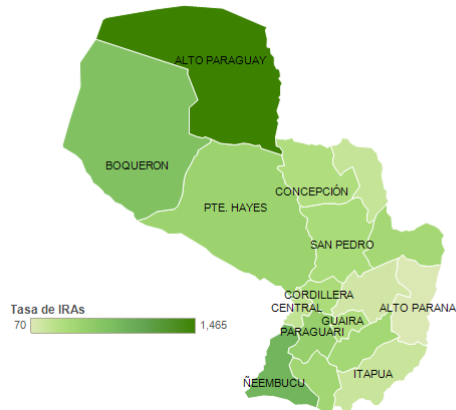 ALTO PARAGUAY
BOQUERON
CONCEPCIÓN
PTE. HAYES
SAN PEDRO
CORDILLERA
CENTRAL
ALTO PARANA
GUAIRA
PARAGUARI
ITAPUA
ÑEEMBUCU
Tasa de IRAs
70 1,465